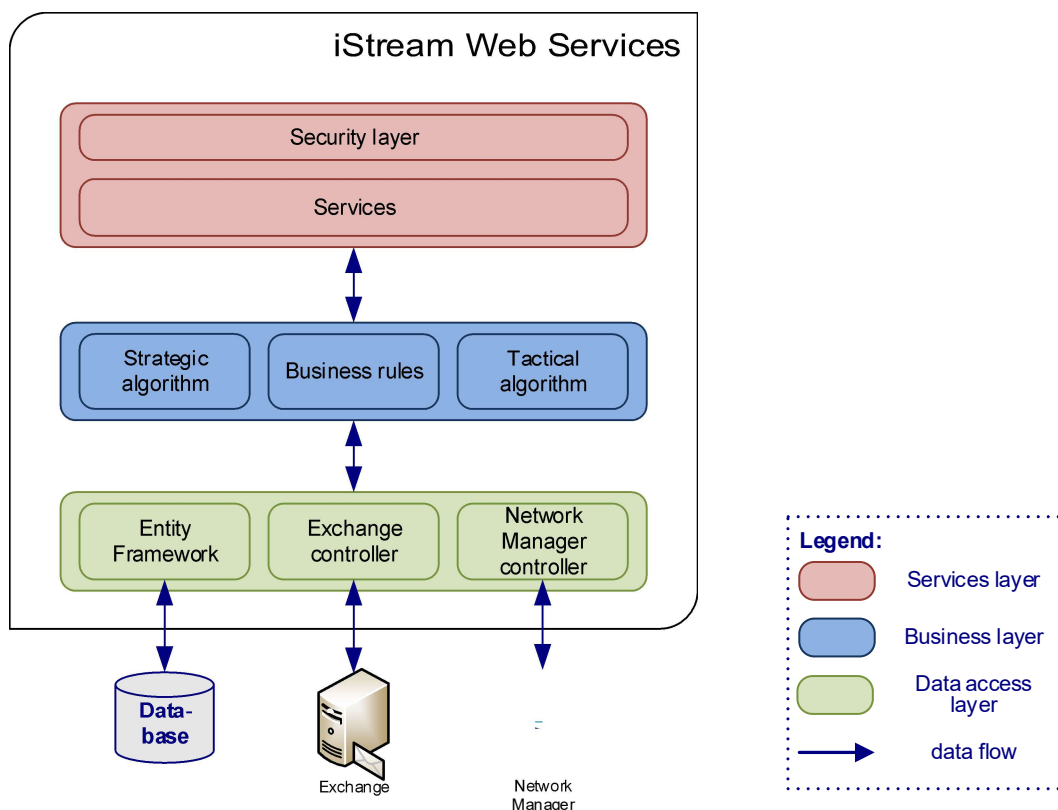 iStream Web Services
Security layer
Services
Strategic
algorithm
Business rules
Tactical
algorithm
Entity
Framework
Exchange
controller
Network
Manager
controller
Data-
base
Exchange
Network
Manager
Legend:
Services layer
Business layer
Data access
layer
data flow